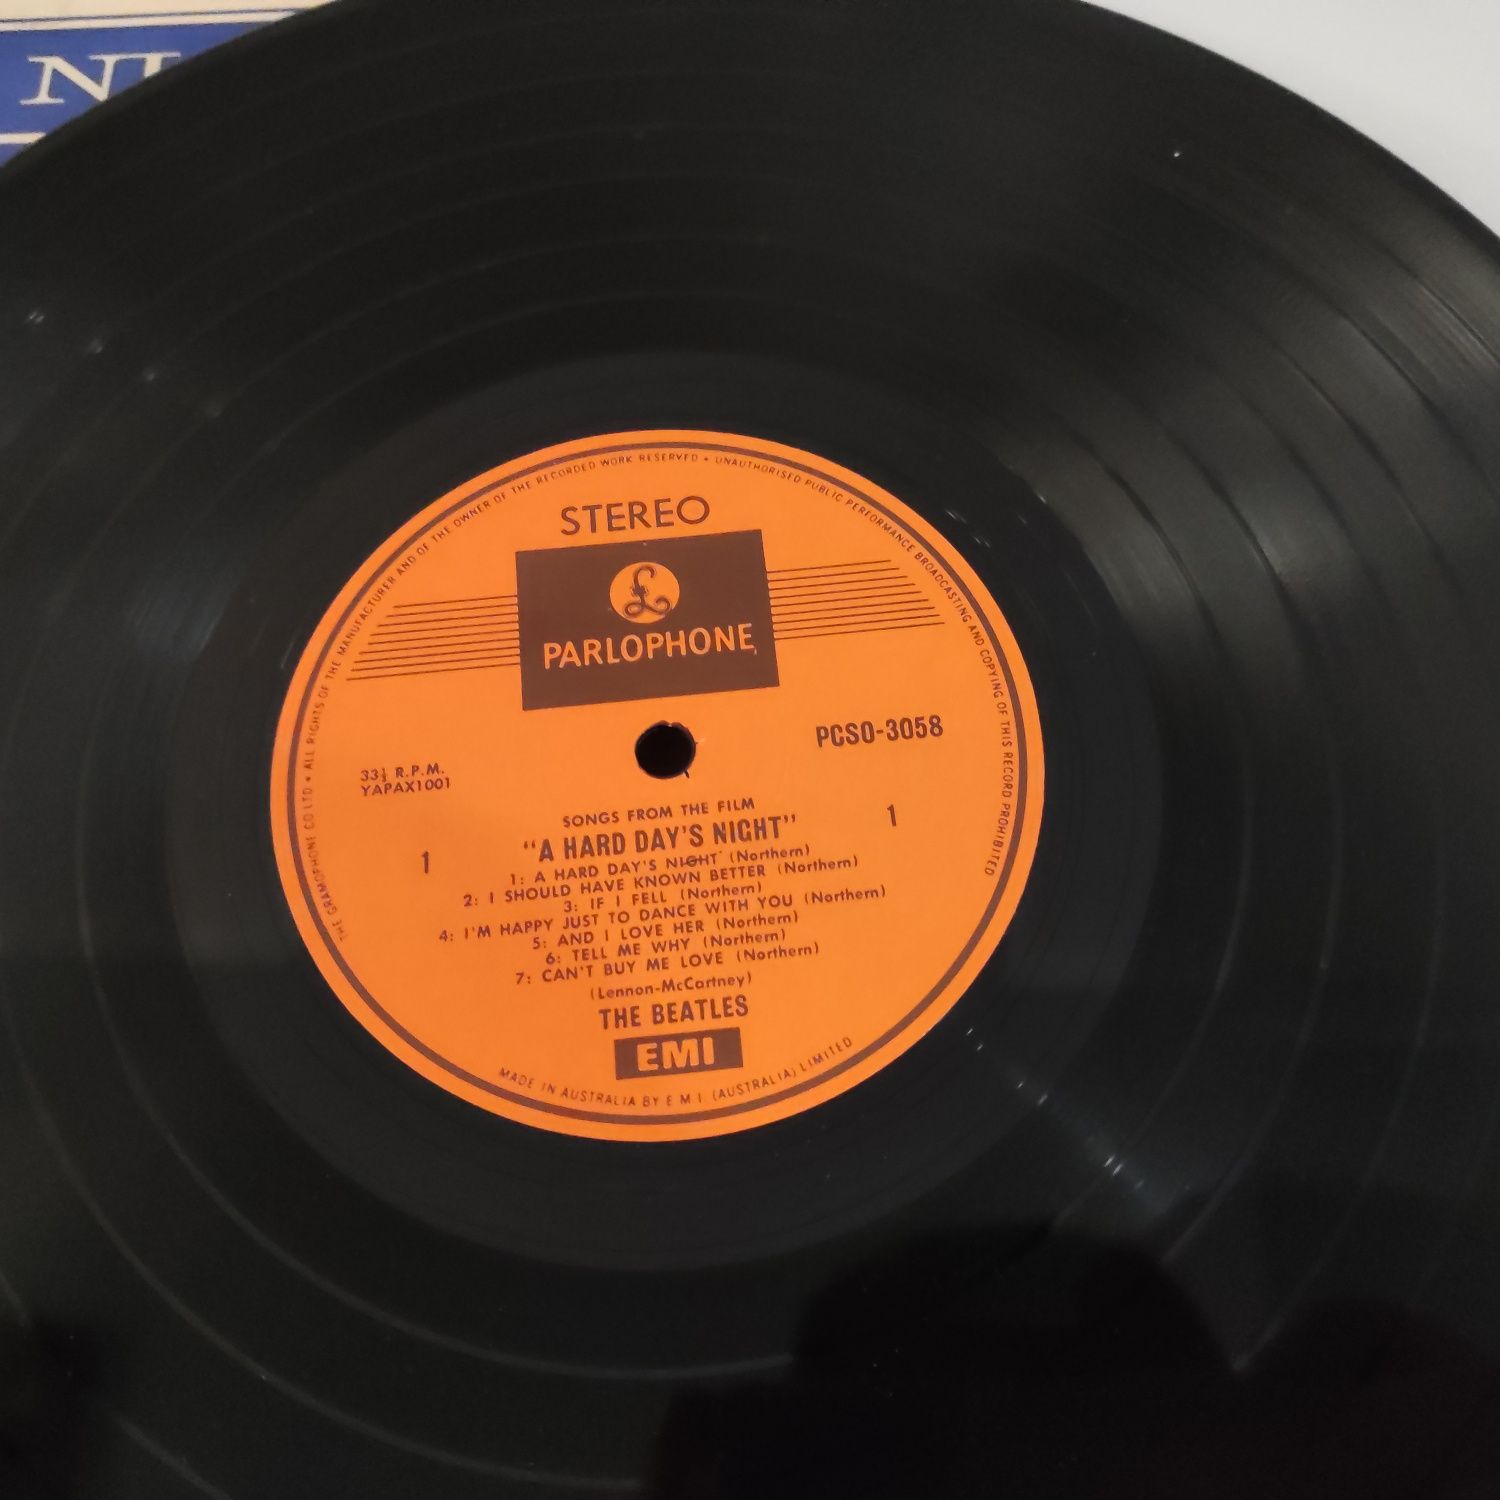 NI
THE GRAMOPHONE CO LTD • ALL RIGHTS OF THE MANUFACTURER AND OF THE OWNER OF THE RECORDED WORK RESERVED • UNAUTHORISED PUBLIC PERFORMANCE BROADCASTING AND COPYING OF THIS RECORD PROHIBITED
STEREO
£
PARLOPHONE
PCSO-3058
33⅓ R.P.M.
YAPAX1001
SONGS FROM THE FILM
"A HARD DAY'S NIGHT"
1 1
1: A HARD DAY'S NIGHT (Northern)
2: I SHOULD HAVE KNOWN BETTER (Northern)
3: IF I FELL (Northern)
4: I'M HAPPY JUST TO DANCE WITH YOU (Northern)
5: AND I LOVE HER (Northern)
6: TELL ME WHY (Northern)
7: CAN'T BUY ME LOVE (Northern)
(Lennon-McCartney)
THE BEATLES
EMI
MADE IN AUSTRALIA BY E M I. (AUSTRALIA) LIMITED